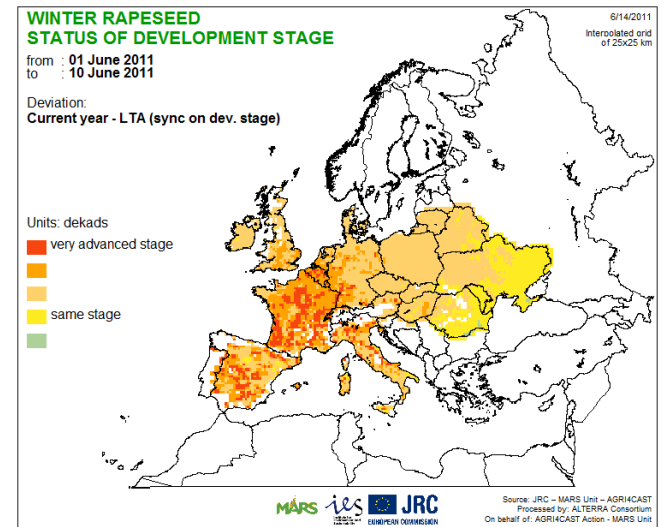 WINTER RAPESEED
STATUS OF DEVELOPMENT STAGE
from : 01 June 2011
to : 10 June 2011
Deviation:
Current year - LTA (sync on dev. stage)
6/14/2011
Interpolated grid
of 25x25 km
Units: dekads
very advanced stage
same stage
MARS
ies
JRC
EUROPEAN COMMISSION
Source: JRC – MARS Unit – AGRI4CAST
Processed by: ALTERRA Consortium
On behalf of: AGRI4CAST Action - MARS Unit